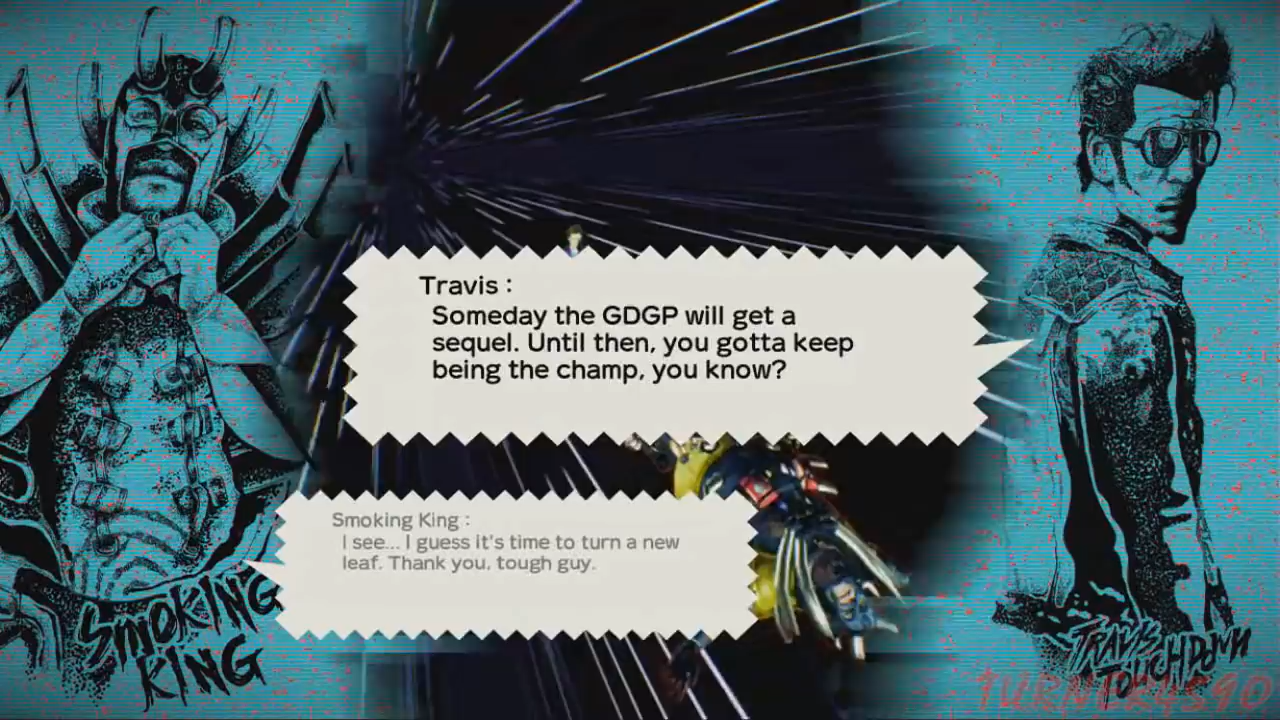 Travis :
Someday the GDGP will get a
sequel. Until then, you gotta keep
being the champ, you know?
Smoking King :
I see... I guess it's time to turn a new
leaf. Thank you, tough guy.
SMOKING
KING
TRAVIS
TOUCHDOWN
TURNER4S90